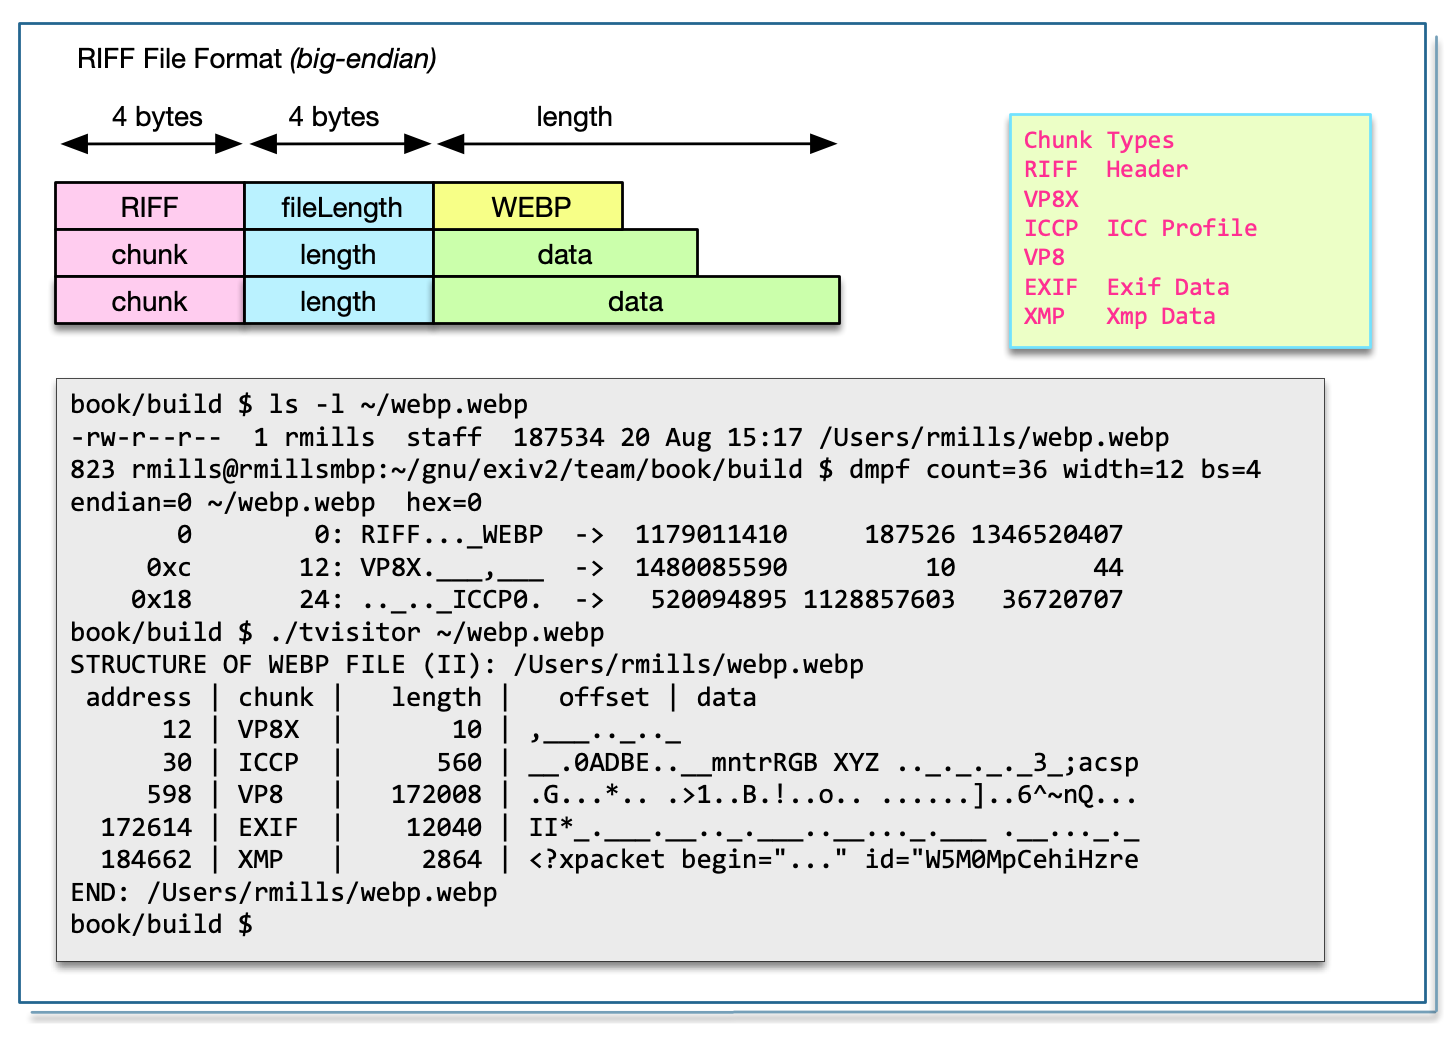 RIFF File Format (big-endian)
4 bytes 4 bytes length
RIFF fileLength WEBP
chunk length data
chunk length data
Chunk Types
RIFF  Header
VP8X
ICCP  ICC Profile
VP8
EXIF  Exif Data
XMP   Xmp Data
book/build $ ls -l ~/webp.webp
-rw-r--r--  1 rmills  staff  187534 20 Aug 15:17 /Users/rmills/webp.webp
823 rmills@rmillsmbp:~/gnu/exiv2/team/book/build $ dmpf count=36 width=12 bs=4
endian=0 ~/webp.webp  hex=0
       0        0: RIFF..._WEBP  ->  1179011410     187526 1346520407
     0xc       12: VP8X.___,___  ->  1480085590         10         44
    0x18       24: .._.._ICCP0.  ->   520094895 1128857603   36720707
book/build $ ./tvisitor ~/webp.webp
STRUCTURE OF WEBP FILE (II): /Users/rmills/webp.webp
 address | chunk |   length |   offset | data
      12 | VP8X  |       10 | ,___.._.._
      30 | ICCP  |      560 | __.0ADBE..__mntrRGB XYZ .._._._._3_;acsp
     598 | VP8   |   172008 | .G...*.. .>1..B.!..o.. ......]..6^~nQ...
  172614 | EXIF  |    12040 | II*_.___.__.._.___..__..._.___ .__..._._
  184662 | XMP   |     2864 | <?xpacket begin="..." id="W5M0MpCehiHzre
END: /Users/rmills/webp.webp
book/build $